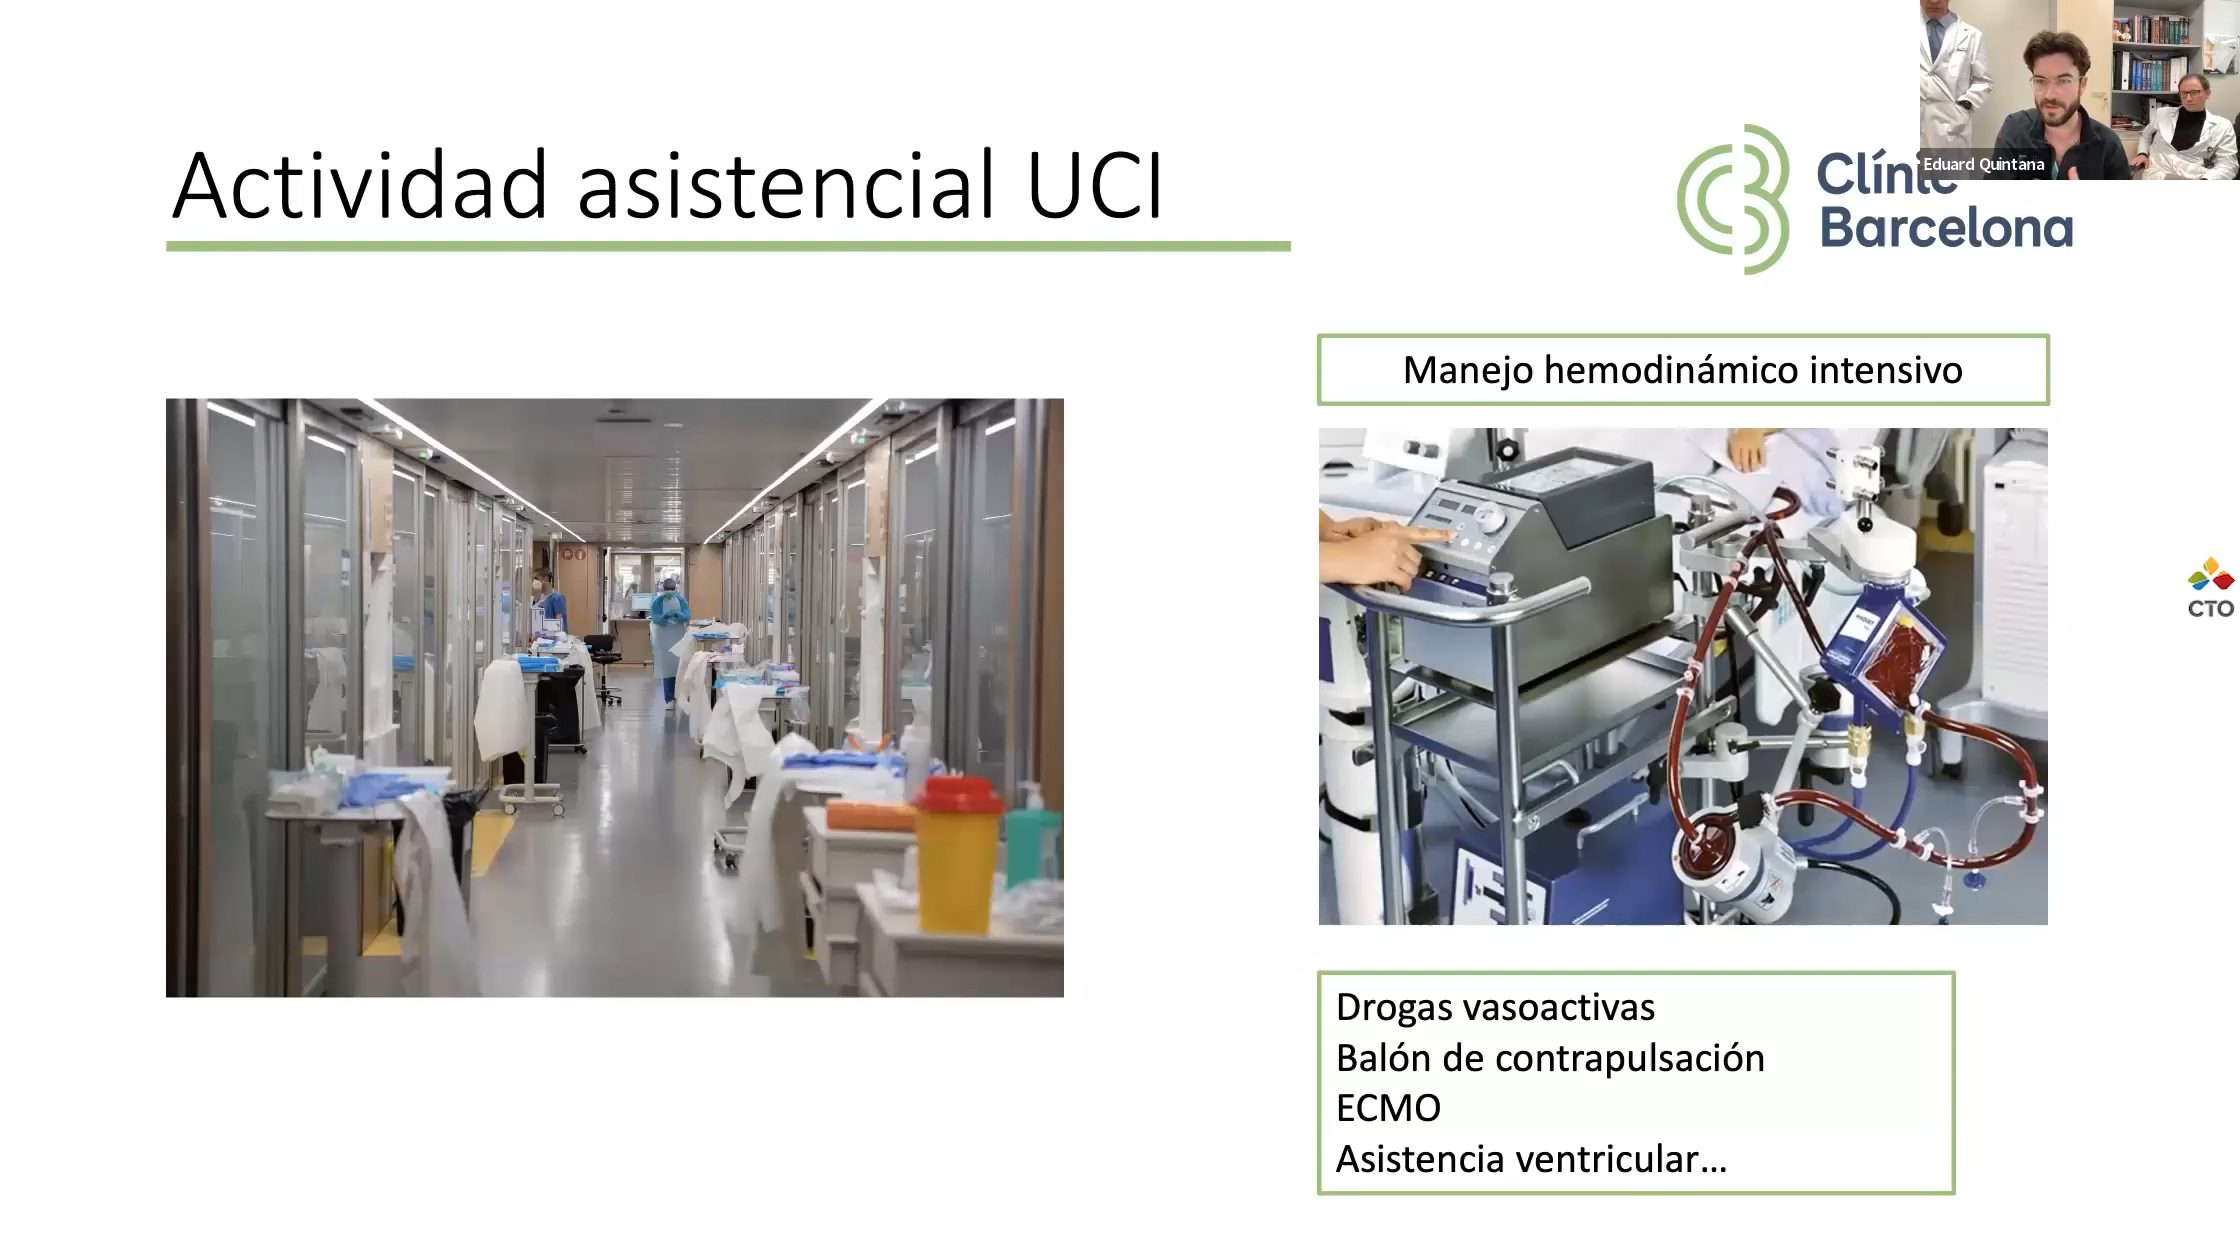 Eduard Quintana
Actividad asistencial UCI
Clínic
Barcelona
Manejo hemodinámico intensivo
CTO
Drogas vasoactivas
Balón de contrapulsación
ECMO
Asistencia ventricular...